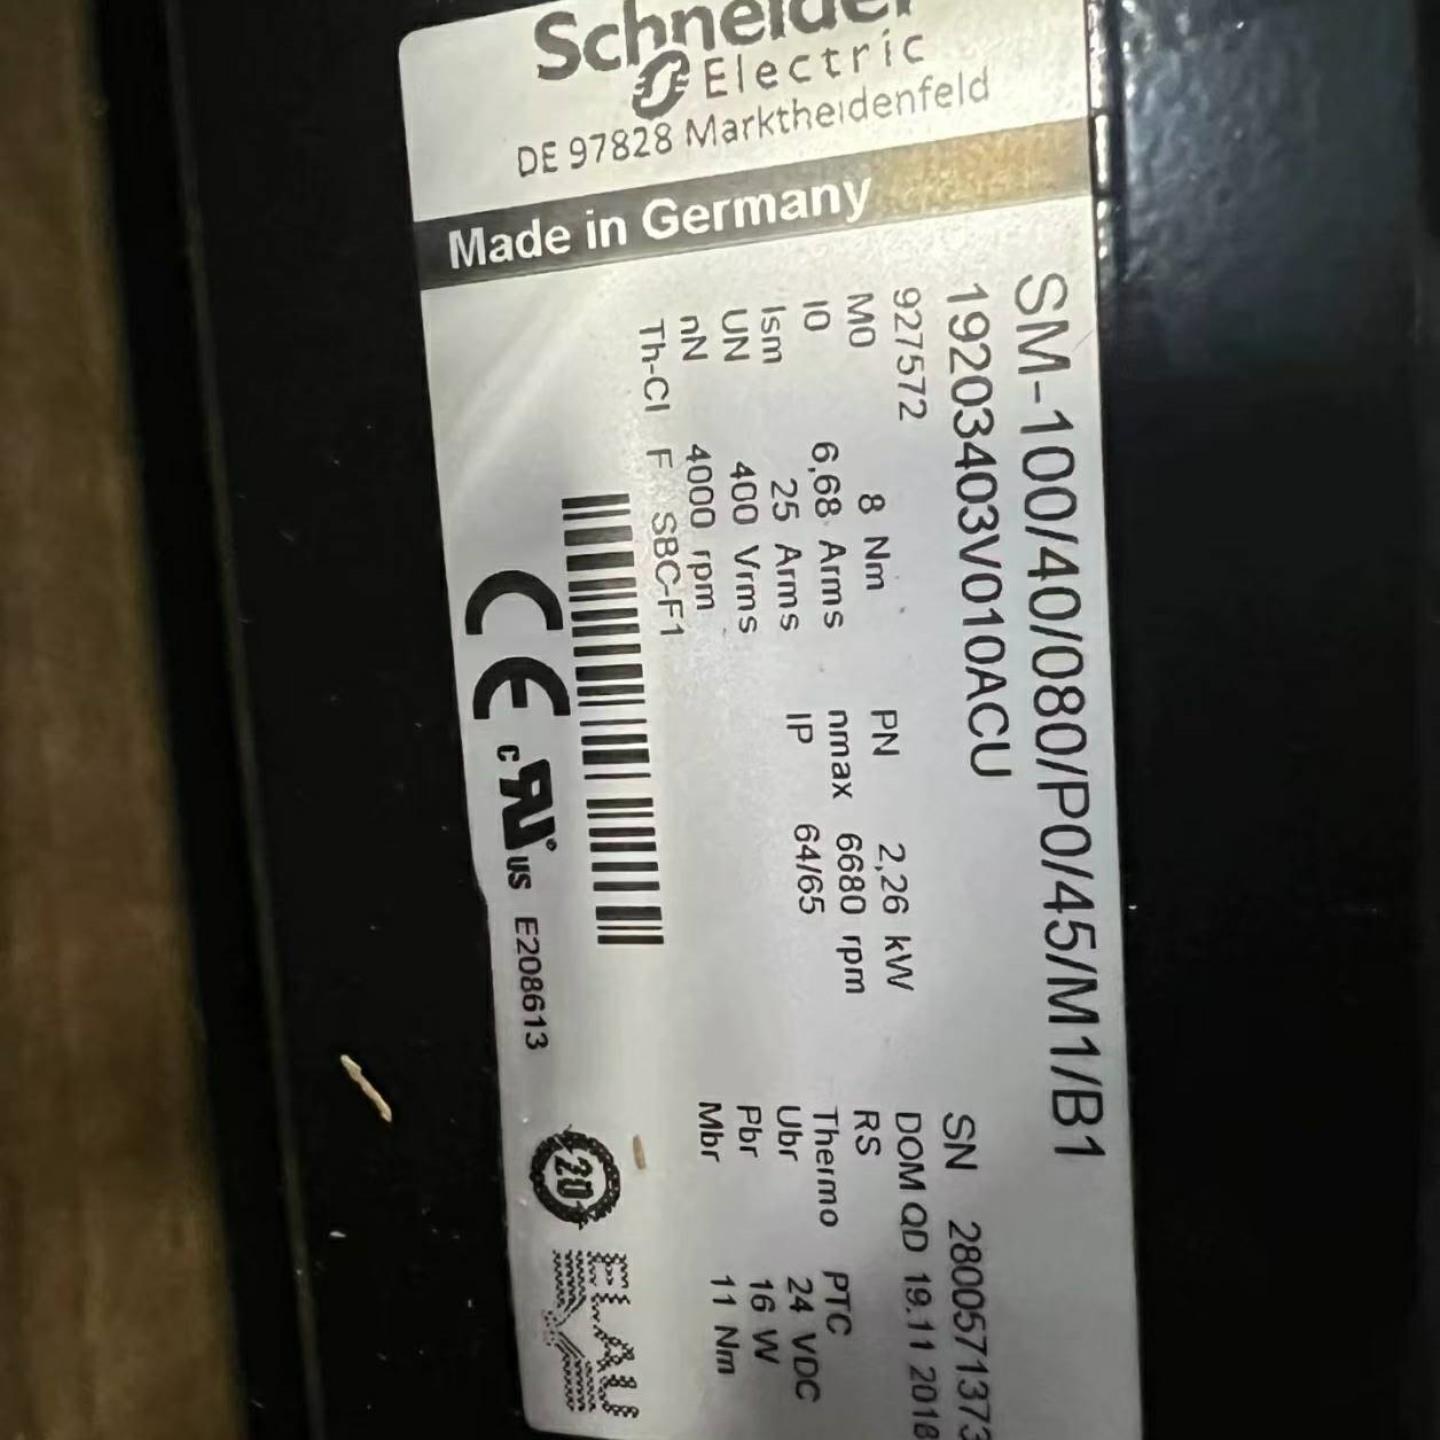 Schneider
Electric
DE 97828 Marktheidenfeld
Made in Germany
SM-100/40/080/P0/45/M1/B1
19203403V010ACU SN 2800571373
927572 DOM QD 19.11 2018
M0 8 Nm PN 2,26 kW RS
I0 6,68 Arms nmax 6680 rpm Thermo PTC
Ism 25 Arms IP 64/65 Ubr 24 VDC
UN 400 Vrms Pbr 16 W
nN 4000 rpm Mbr 11 Nm
Th-Cl F SBC-F1
CE c RU US E208613 20 ELAU